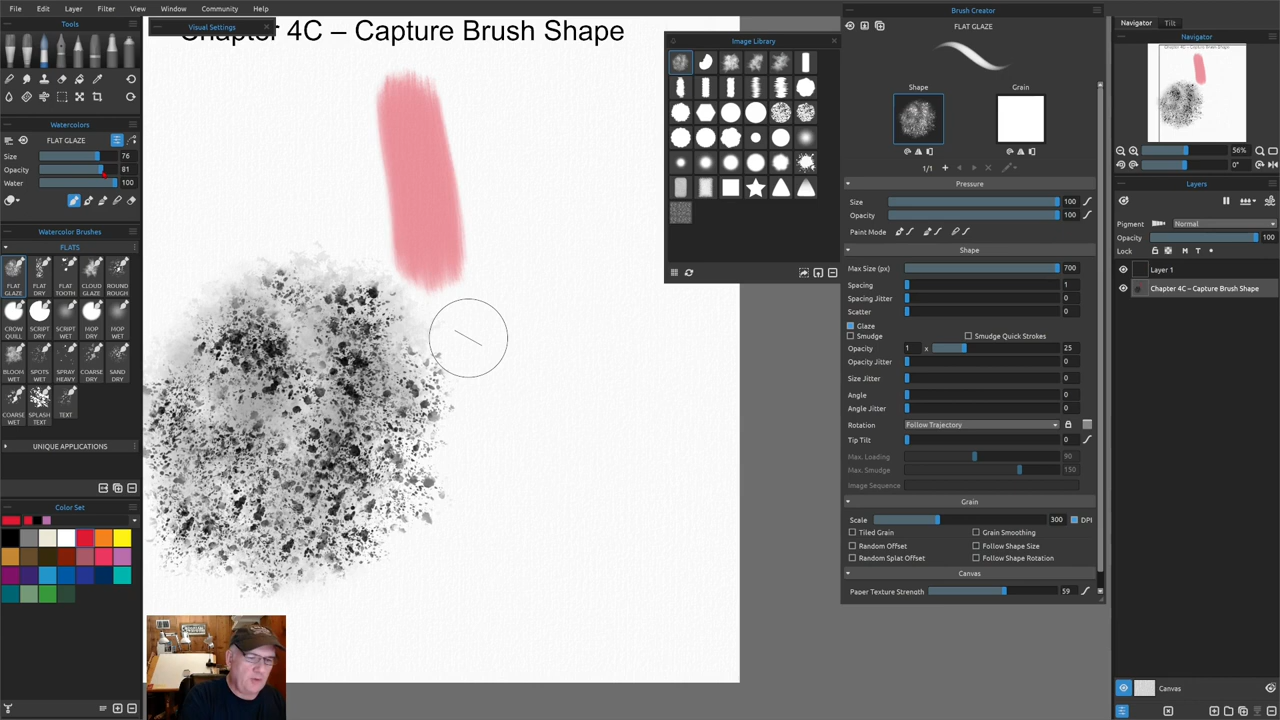 File Edit Layer Filter View Window Community Help
Tools
Visual Settings
Chapter 4C – Capture Brush Shape
Watercolors
FLAT GLAZE
Size 76
Opacity 81
Water 100
Watercolor Brushes
FLATS
FLAT GLAZE
FLAT DRY
FLAT TOOTH
CLOUD GLAZE
ROUND ROUGH
CROW QUILL
SCRIPT DRY
SCRIPT WET
MOP DRY
MOP WET
BLOOM WET
SPOTS WET
SPRAY HEAVY
COARSE DRY
SAND DRY
COARSE WET
SPLASH TEXT
TEXT
UNIQUE APPLICATIONS
Color Set
Image Library
Brush Creator
FLAT GLAZE
Shape Grain
1/1
Pressure
Size 100
Opacity 100
Paint Mode
Shape
Max Size (px) 700
Spacing 1
Spacing Jitter 0
Scatter 0
Glaze
Smudge Smudge Quick Strokes
Opacity 1 x 25
Opacity Jitter 0
Size Jitter 0
Angle 0
Angle Jitter 0
Rotation Follow Trajectory
Tip Tilt 0
Max. Loading 90
Max. Smudge 150
Image Sequence
Grain
Scale 300 DPI
Tiled Grain Grain Smoothing
Random Offset Follow Shape Size
Random Splat Offset Follow Shape Rotation
Canvas
Paper Texture Strength 59
Navigator Tilt
Navigator
Chapter 4C – Capture Brush Shape
56%
0°
Layers
Pigment Normal
Opacity 100
Lock M T
Layer 1
Chapter 4C – Capture Brush Shape
Canvas